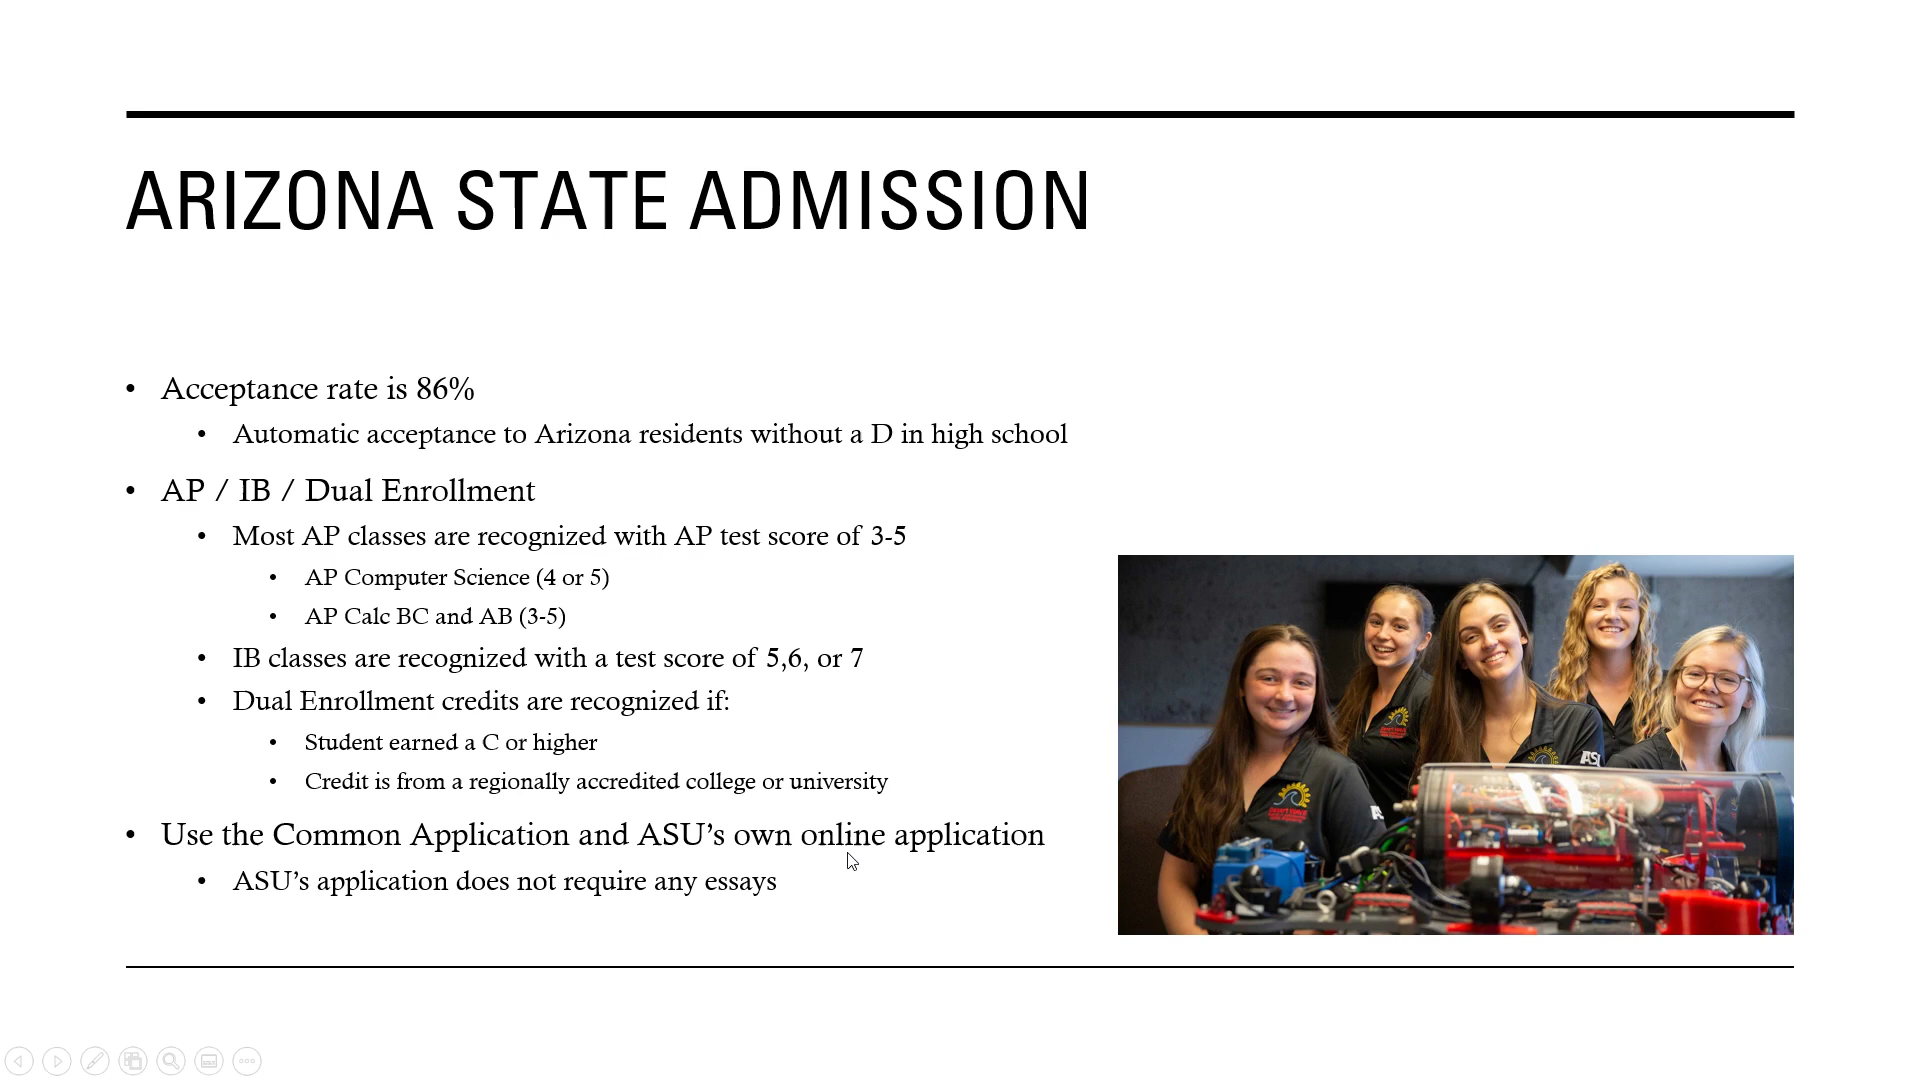 ARIZONA STATE ADMISSION
• Acceptance rate is 86%
• Automatic acceptance to Arizona residents without a D in high school
• AP / IB / Dual Enrollment
• Most AP classes are recognized with AP test score of 3-5
• AP Computer Science (4 or 5)
• AP Calc BC and AB (3-5)
• IB classes are recognized with a test score of 5,6, or 7
• Dual Enrollment credits are recognized if:
• Student earned a C or higher
• Credit is from a regionally accredited college or university
• Use the Common Application and ASU’s own online application
• ASU’s application does not require any essays